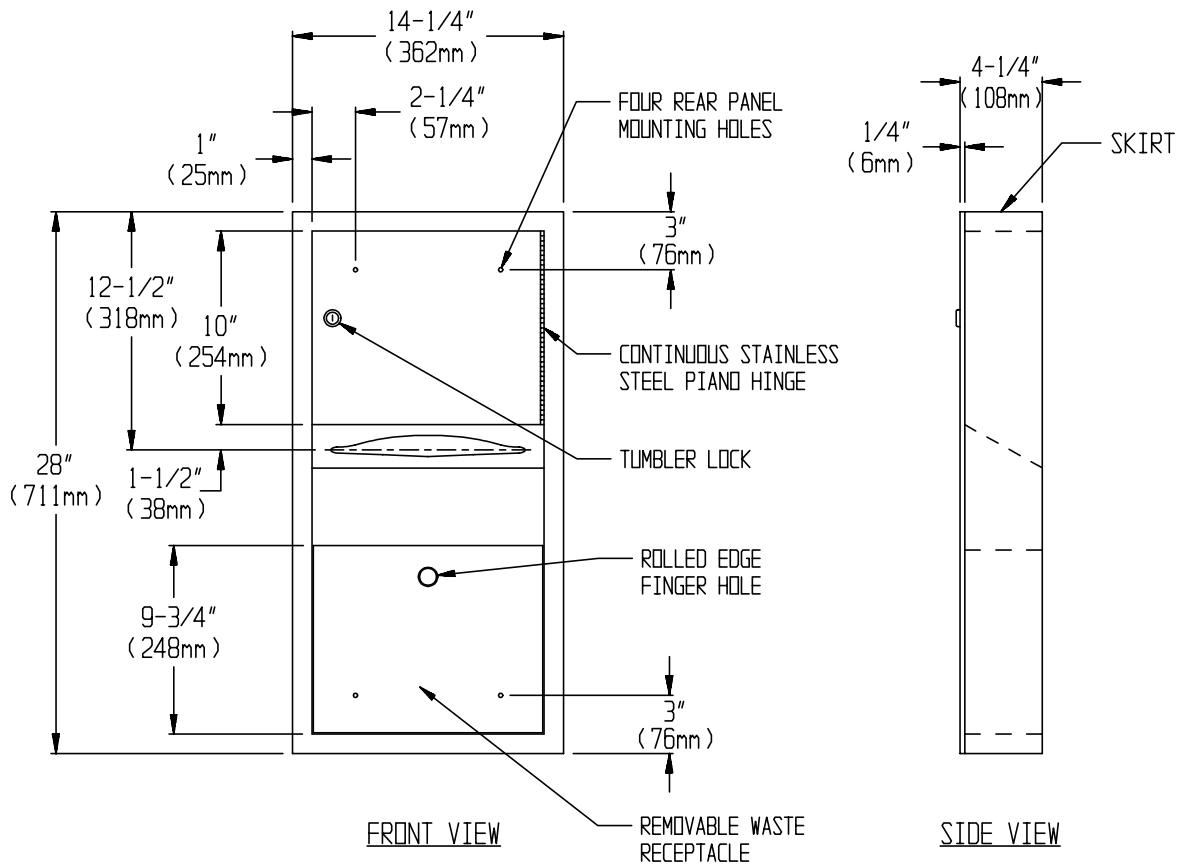 14-1/4"
(362mm)
2-1/4"
(57mm)
1"
(25mm)
FOUR REAR PANEL
MOUNTING HOLES
3"
(76mm)
12-1/2"
(318mm)
10"
(254mm)
CONTINUOUS STAINLESS
STEEL PIANO HINGE
TUMBLER LOCK
28"
(711mm)
1-1/2"
(38mm)
ROLLED EDGE
FINGER HOLE
9-3/4"
(248mm)
3"
(76mm)
REMOVABLE WASTE
RECEPTACLE
FRONT VIEW
4-1/4"
(108mm)
1/4"
(6mm)
SKIRT
SIDE VIEW